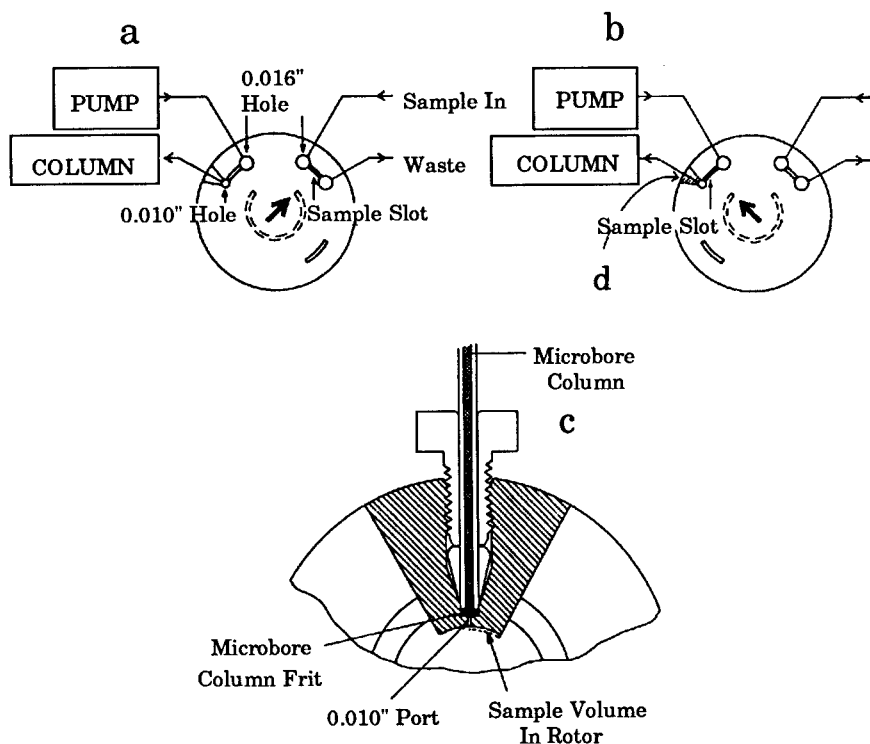 a
PUMP
0.016"
Hole
Sample In
COLUMN
Waste
0.010" Hole
Sample Slot
b
PUMP
COLUMN
Sample Slot
d
Microbore
Column
c
Microbore
Column Frit
0.010" Port
Sample Volume
In Rotor